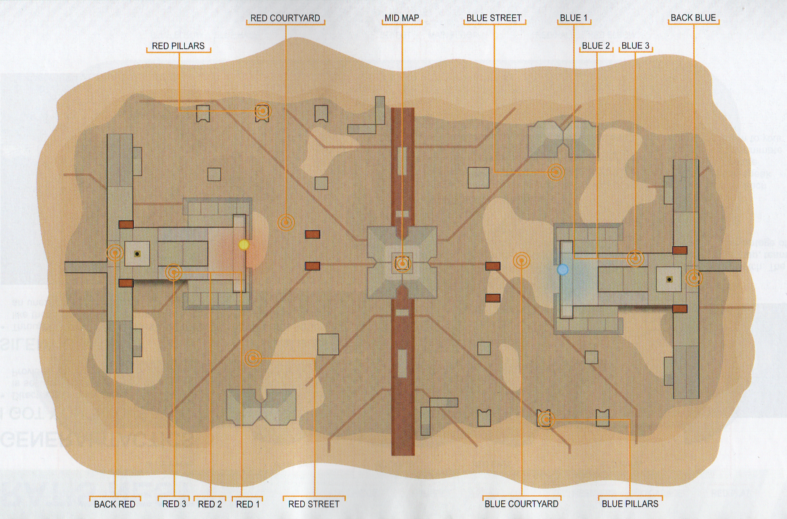 RED COURTYARD
MID MAP
BLUE STREET
BLUE 1
BACK BLUE
RED PILLARS
BLUE 2
BLUE 3
BACK RED
RED 3
RED 2
RED 1
RED STREET
BLUE COURTYARD
BLUE PILLARS